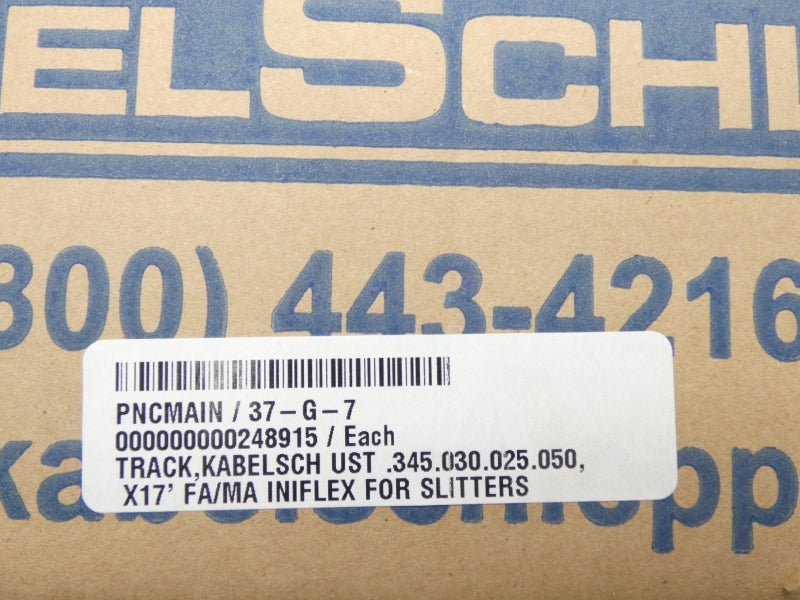 ELSCHL
800) 443-4216
PNCMAIN / 37-G-7
000000000248915 / Each
TRACK,KABELSCH UST .345.030.025.050,
X17' FA/MA INIFLEX FOR SLITTERS